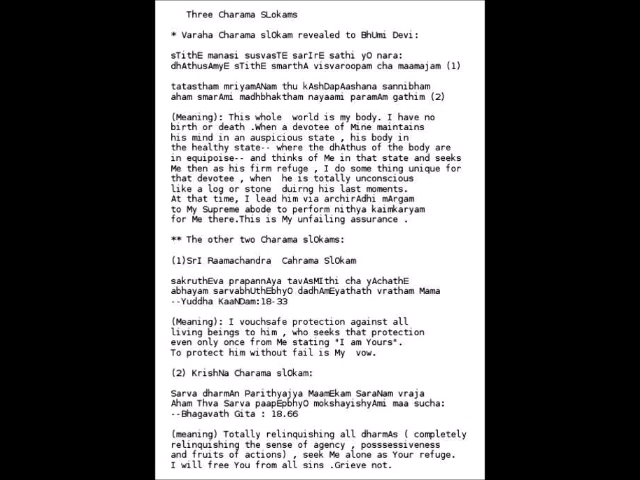 Three Charama SLokams
* Varaha Charama slOkam revealed to BhUmi Devi:
sTithE manasi susvasTE sarIrE sathi yO nara:
dhAthusAmyE sTithE smarthA visvaroopam cha maamajam (1)
tatastham mriyamANam thu kAshDapAashana sannibham
aham smarAmi madhbhaktham nayaami paramAm gathim (2)
(Meaning): This whole world is my body. I have no
birth or death .When a devotee of Mine maintains
his mind in an auspicious state , his body in
the healthy state-- where the dhAthus of the body are
in equipoise-- and thinks of Me in that state and seeks
Me then as his firm refuge , I do some thing unique for
that devotee , when he is totally unconscious
like a log or stone duirng his last moments.
At that time, I lead him via archirAdhi mArgam
to My Supreme abode to perform nithya kaimkaryam
for Me there.This is My unfailing assurance .
** The other two Charama slOkams:
(1)SrI Raamachandra Cahrama SlOkam
sakruthEva prapannAya tavAsMIthi cha yAchathE
abhayam sarvabhUthEbhyO dadhAmEyathath vratham Mama
--Yuddha KaaNDam:18-33
(Meaning): I vouchsafe protection against all
living beings to him , who seeks that protection
even only once from Me stating "I am Yours".
To protect him without fail is My vow.
(2) KrishNa Charama slOkam:
Sarva dharmAn Parithyajya MaamEkam SaraNam vraja
Aham Thva Sarva paapEpbhyO mokshayishyAmi maa sucha:
--Bhagavath Gita : 18.66
(meaning) Totally relinquishing all dharmAs ( completely
relinquishing the sense of agency , posssessiveness
and fruits of actions) , seek Me alone as Your refuge.
I will free You from all sins .Grieve not.